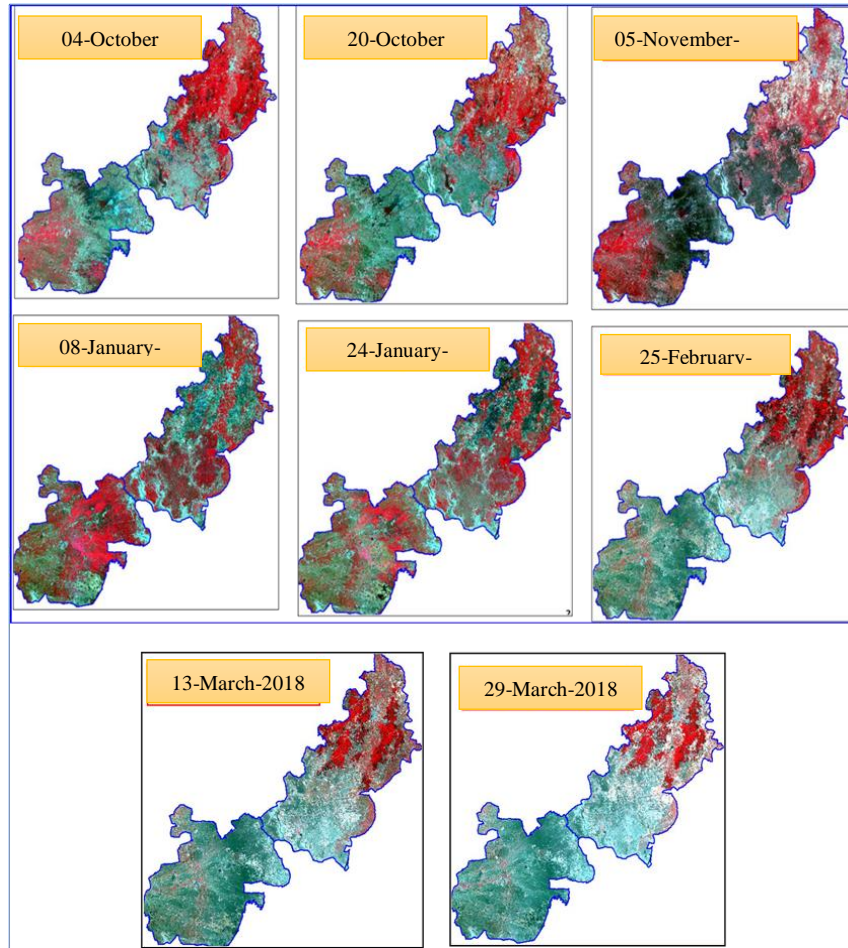 04-October
20-October
05-November-
08-January-
24-January-
25-February-
13-March-2018
29-March-2018